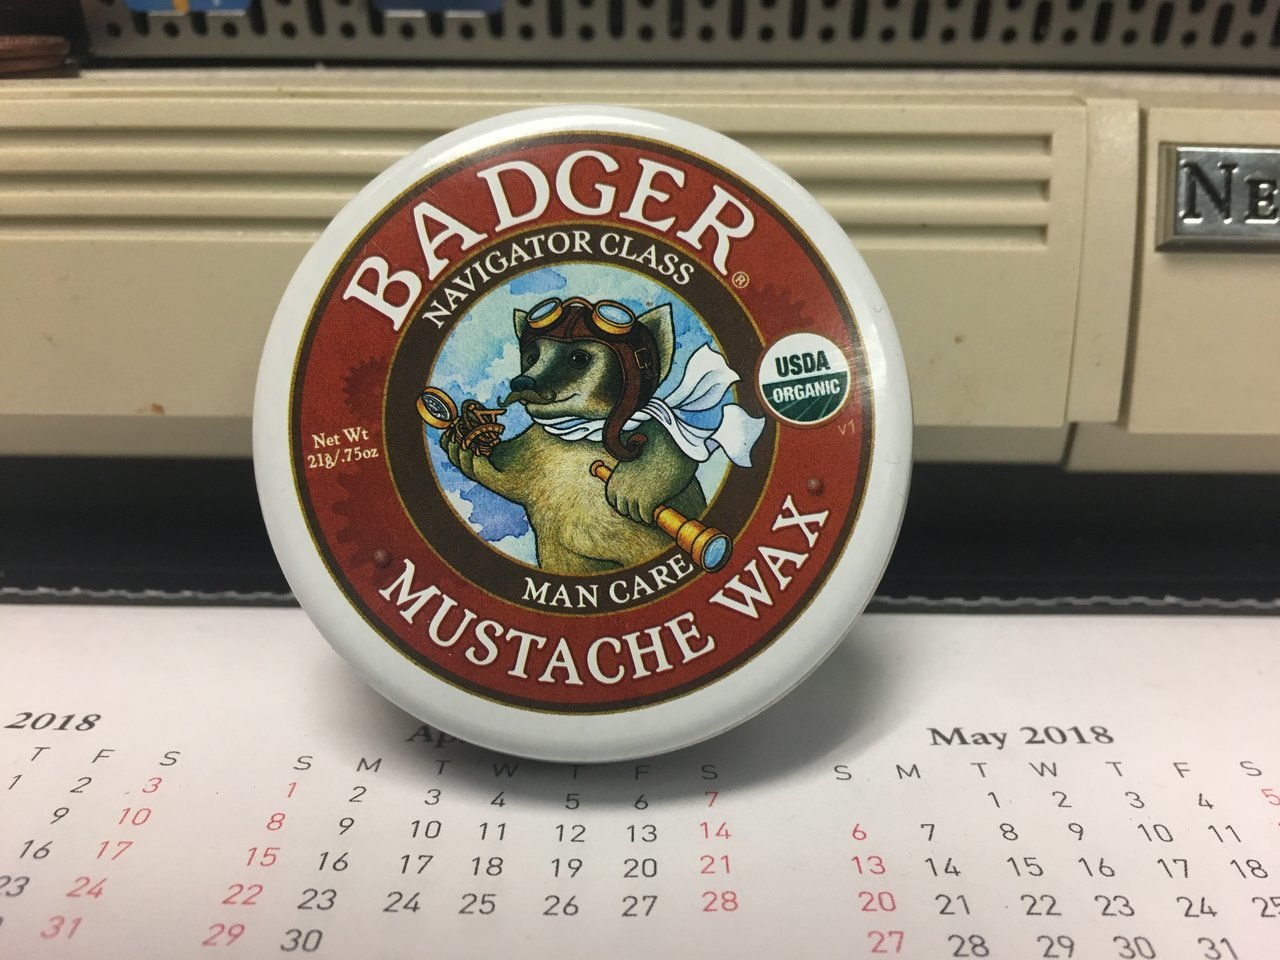 BADGER®
NAVIGATOR CLASS
USDA
ORGANIC
V1
Net Wt
21g/.75oz
MAN CARE
MUSTACHE WAX
2018
T F S
1 2 3
9 10
16 17
23 24
31
S M T W T F S
1 2 3 4 5 6 7
8 9 10 11 12 13 14
15 16 17 18 19 20 21
22 23 24 25 26 27 28
29 30
May 2018
S M T W T F S
1 2 3 4 5
6 7 8 9 10 11
13 14 15 16 17 18
20 21 22 23 24 25
27 28 29 30 31